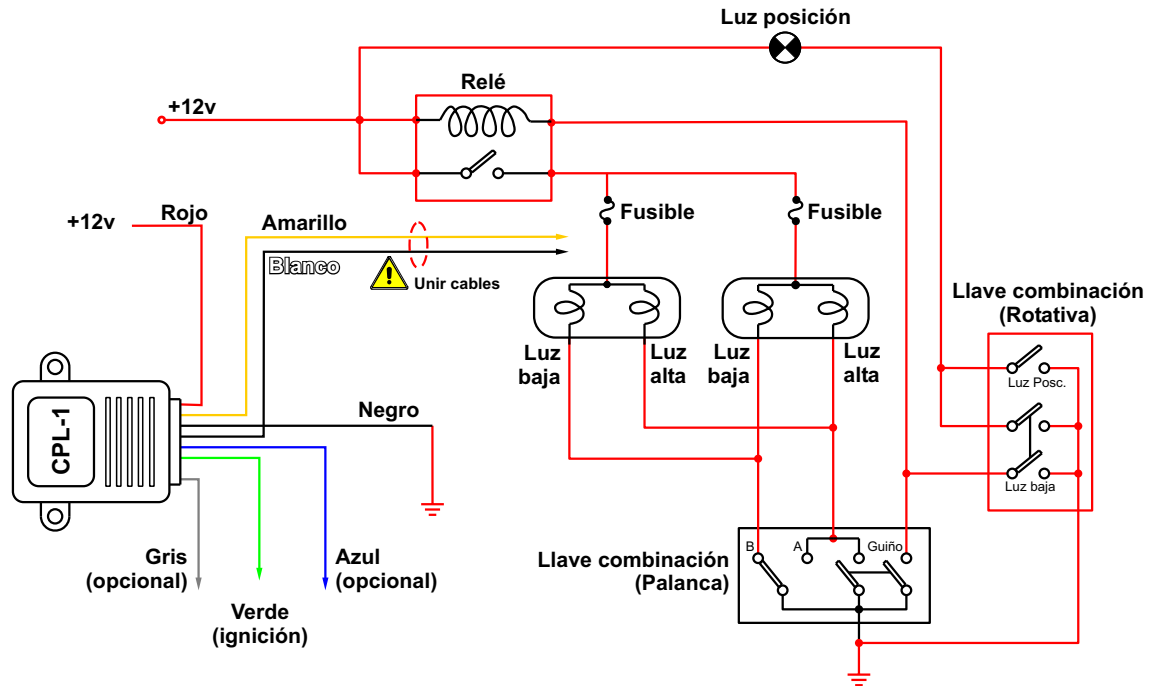 Luz posición
Relé
+12v
+12v
Rojo
Amarillo
Blanco
Unir cables
Fusible
Fusible
Llave combinación
(Rotativa)
Luz Posc.
Luz baja
Luz
baja
Luz
alta
Luz
baja
Luz
alta
CPL-1
Negro
Gris
(opcional)
Verde
(ignición)
Azul
(opcional)
Llave combinación
(Palanca)
B
A
Guiño